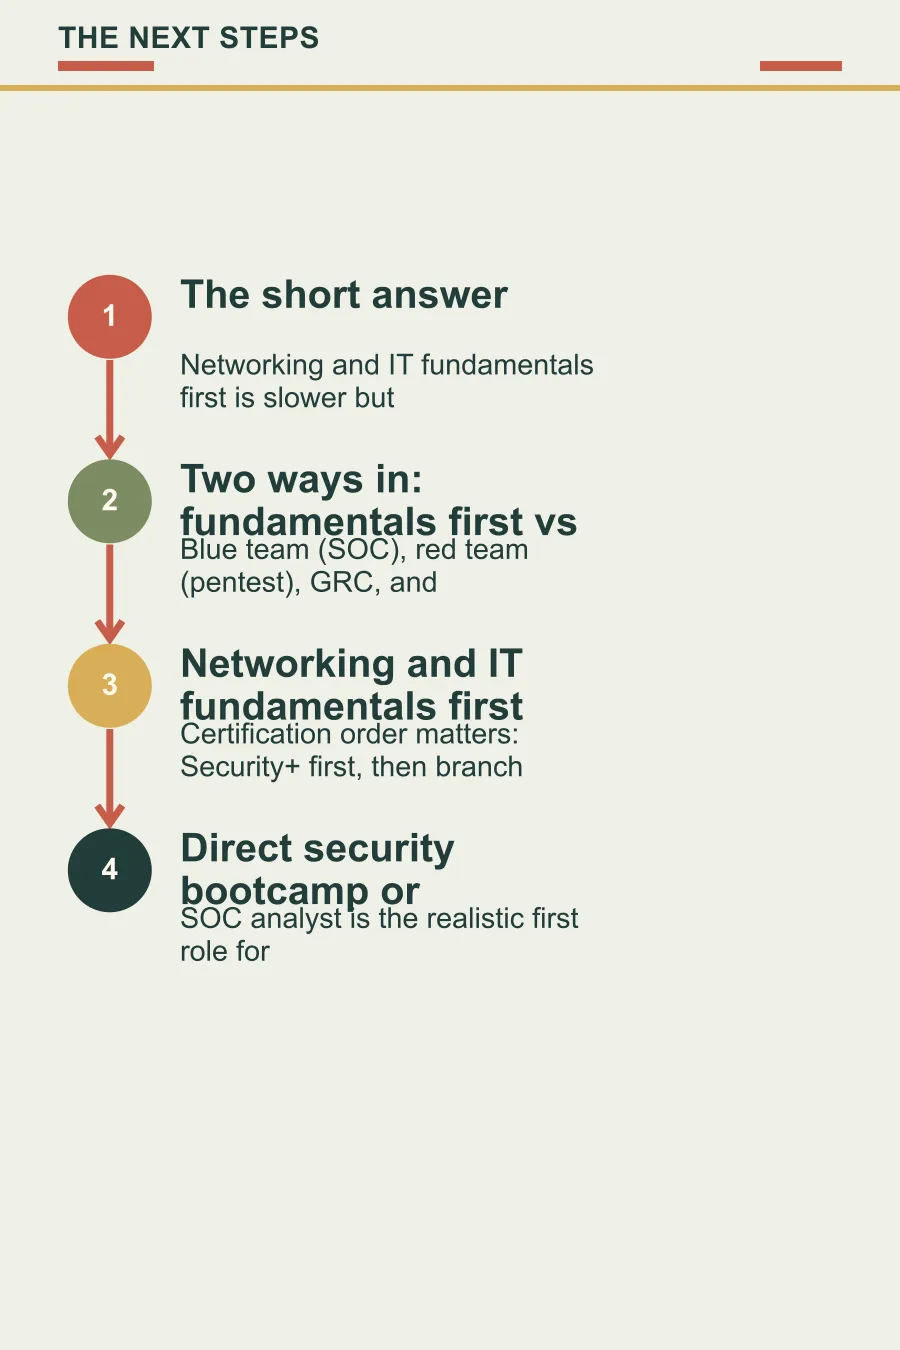 THE NEXT STEPS
1
The short answer
Networking and IT fundamentals
first is slower but
2
Two ways in:
fundamentals first vs
Blue team (SOC), red team
(pentest), GRC, and
3
Networking and IT
fundamentals first
Certification order matters:
Security+ first, then branch
4
Direct security
bootcamp or
SOC analyst is the realistic first
role for